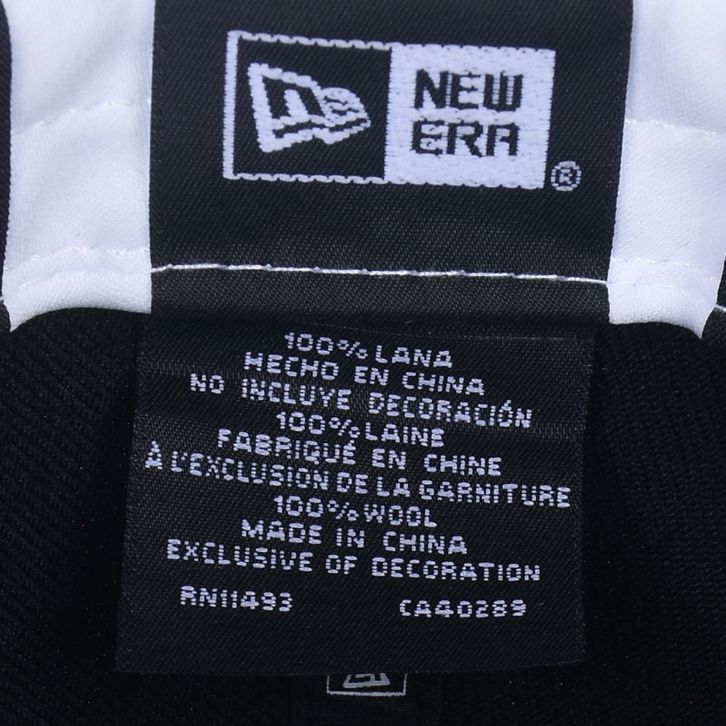 NEW
ERA
®
100% LANA
HECHO EN CHINA
NO INCLUYE DECORACIÓN
100% LAINE
FABRIQUÉ EN CHINE
À L'EXCLUSION DE LA GARNITURE
100% WOOL
MADE IN CHINA
EXCLUSIVE OF DECORATION
RN11493 CA40289